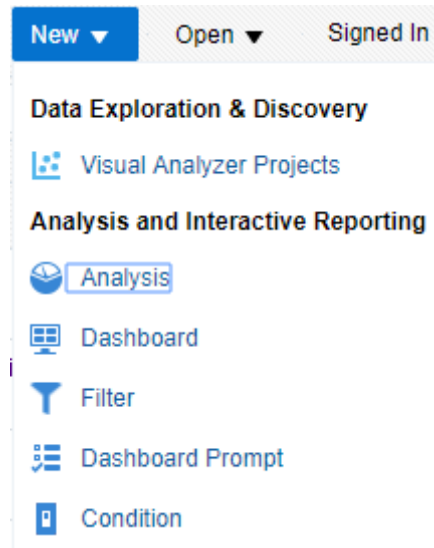 New Open Signed In
Data Exploration & Discovery
Visual Analyzer Projects
Analysis and Interactive Reporting
Analysis
Dashboard
Filter
Dashboard Prompt
Condition